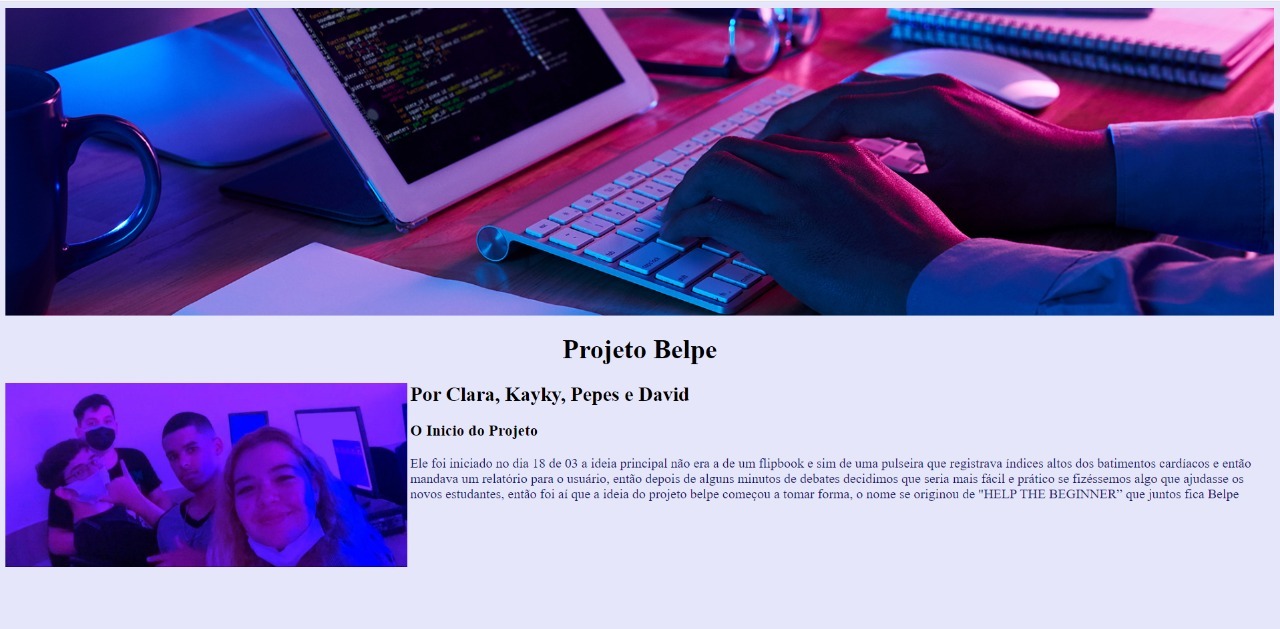 Projeto Belpe
Por Clara, Kayky, Pepes e David
O Inicio do Projeto
Ele foi iniciado no dia 18 de 03 a ideia principal não era a de um flipbook e sim de uma pulseira que registrava índices altos dos batimentos cardíacos e então
mandava um relatório para o usuário, então depois de alguns minutos de debates decidimos que seria mais fácil e prático se fizéssemos algo que ajudasse os
novos estudantes, então foi aí que a ideia do projeto belpe começou a tomar forma, o nome se originou de "HELP THE BEGINNER” que juntos fica Belpe